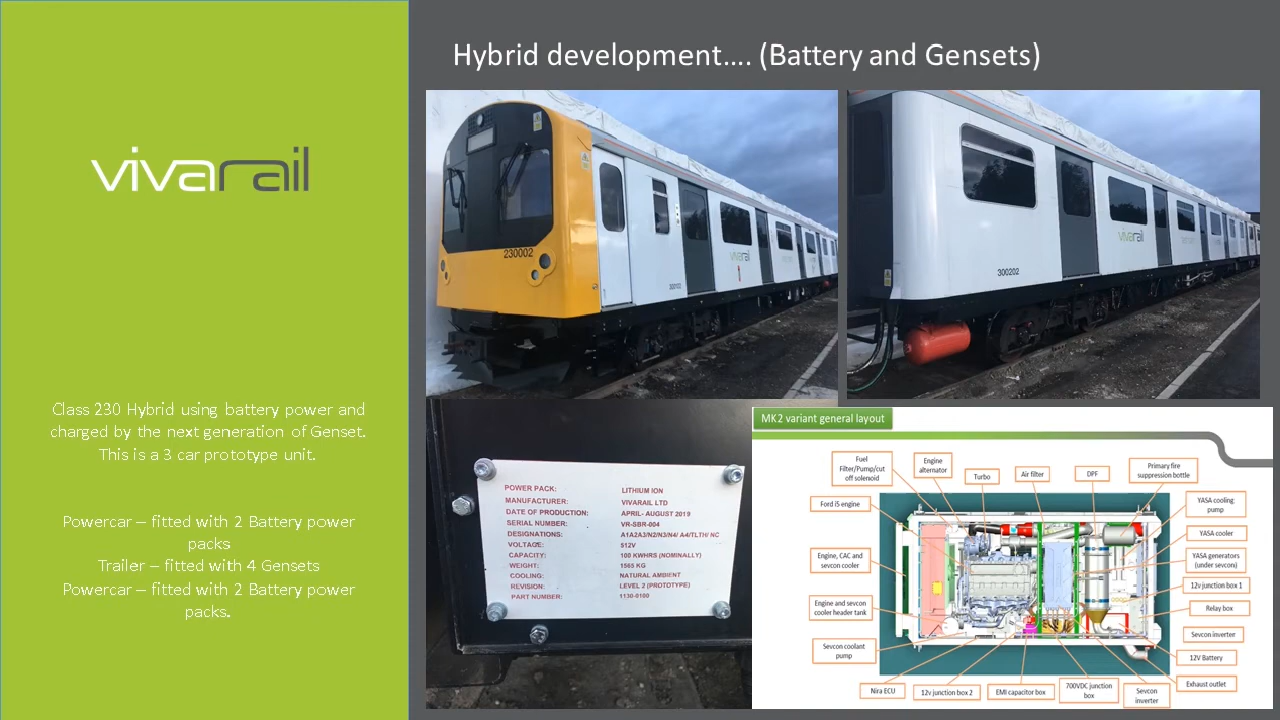 Hybrid development…. (Battery and Gensets)
vivarail
Class 230 Hybrid using battery power and
charged by the next generation of Genset.
This is a 3 car prototype unit.
Powercar – fitted with 2 Battery power
packs
Trailer – fitted with 4 Gensets
Powercar – fitted with 2 Battery power
packs.
230002
vivarail
300102
vivarail
300202
POWER PACK: LITHIUM ION
MANUFACTURER: VIVARAIL LTD
DATE OF PRODUCTION: APRIL- AUGUST 2019
SERIAL NUMBER: VR-SBR-004
DESIGNATIONS: A1A2A3/N2/N3/N4/ A4/TLTH/ NC
VOLTAGE: 512V
CAPACITY: 100 KWHRS (NOMINALLY)
WEIGHT: 1565 KG
COOLING: NATURAL AMBIENT
REVISION: LEVEL 2 (PROTOTYPE)
PART NUMBER: 1130-0100
MK2 variant general layout
Fuel
Filter/Pump/cut
off solenoid
Engine
alternator
Turbo
Air filter
DPF
Primary fire
suppression bottle
Ford i5 engine
YASA cooling
pump
YASA cooler
Engine, CAC and
sevcon cooler
YASA generators
(under sevcon)
12v junction box 1
Engine and sevcon
cooler header tank
Relay box
Sevcon inverter
Sevcon coolant
pump
12V Battery
Exhaust outlet
Nira ECU
12v junction box 2
EMI capacitor box
700VDC junction
box
Sevcon
inverter